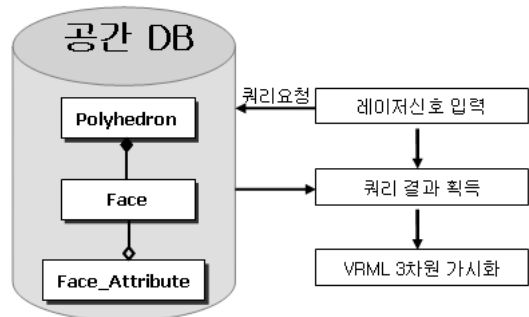 공간 DB
Polyhedron
Face
Face_Attribute
쿼리요청
레이저신호 입력
쿼리 결과 획득
VRML 3차원 가시화